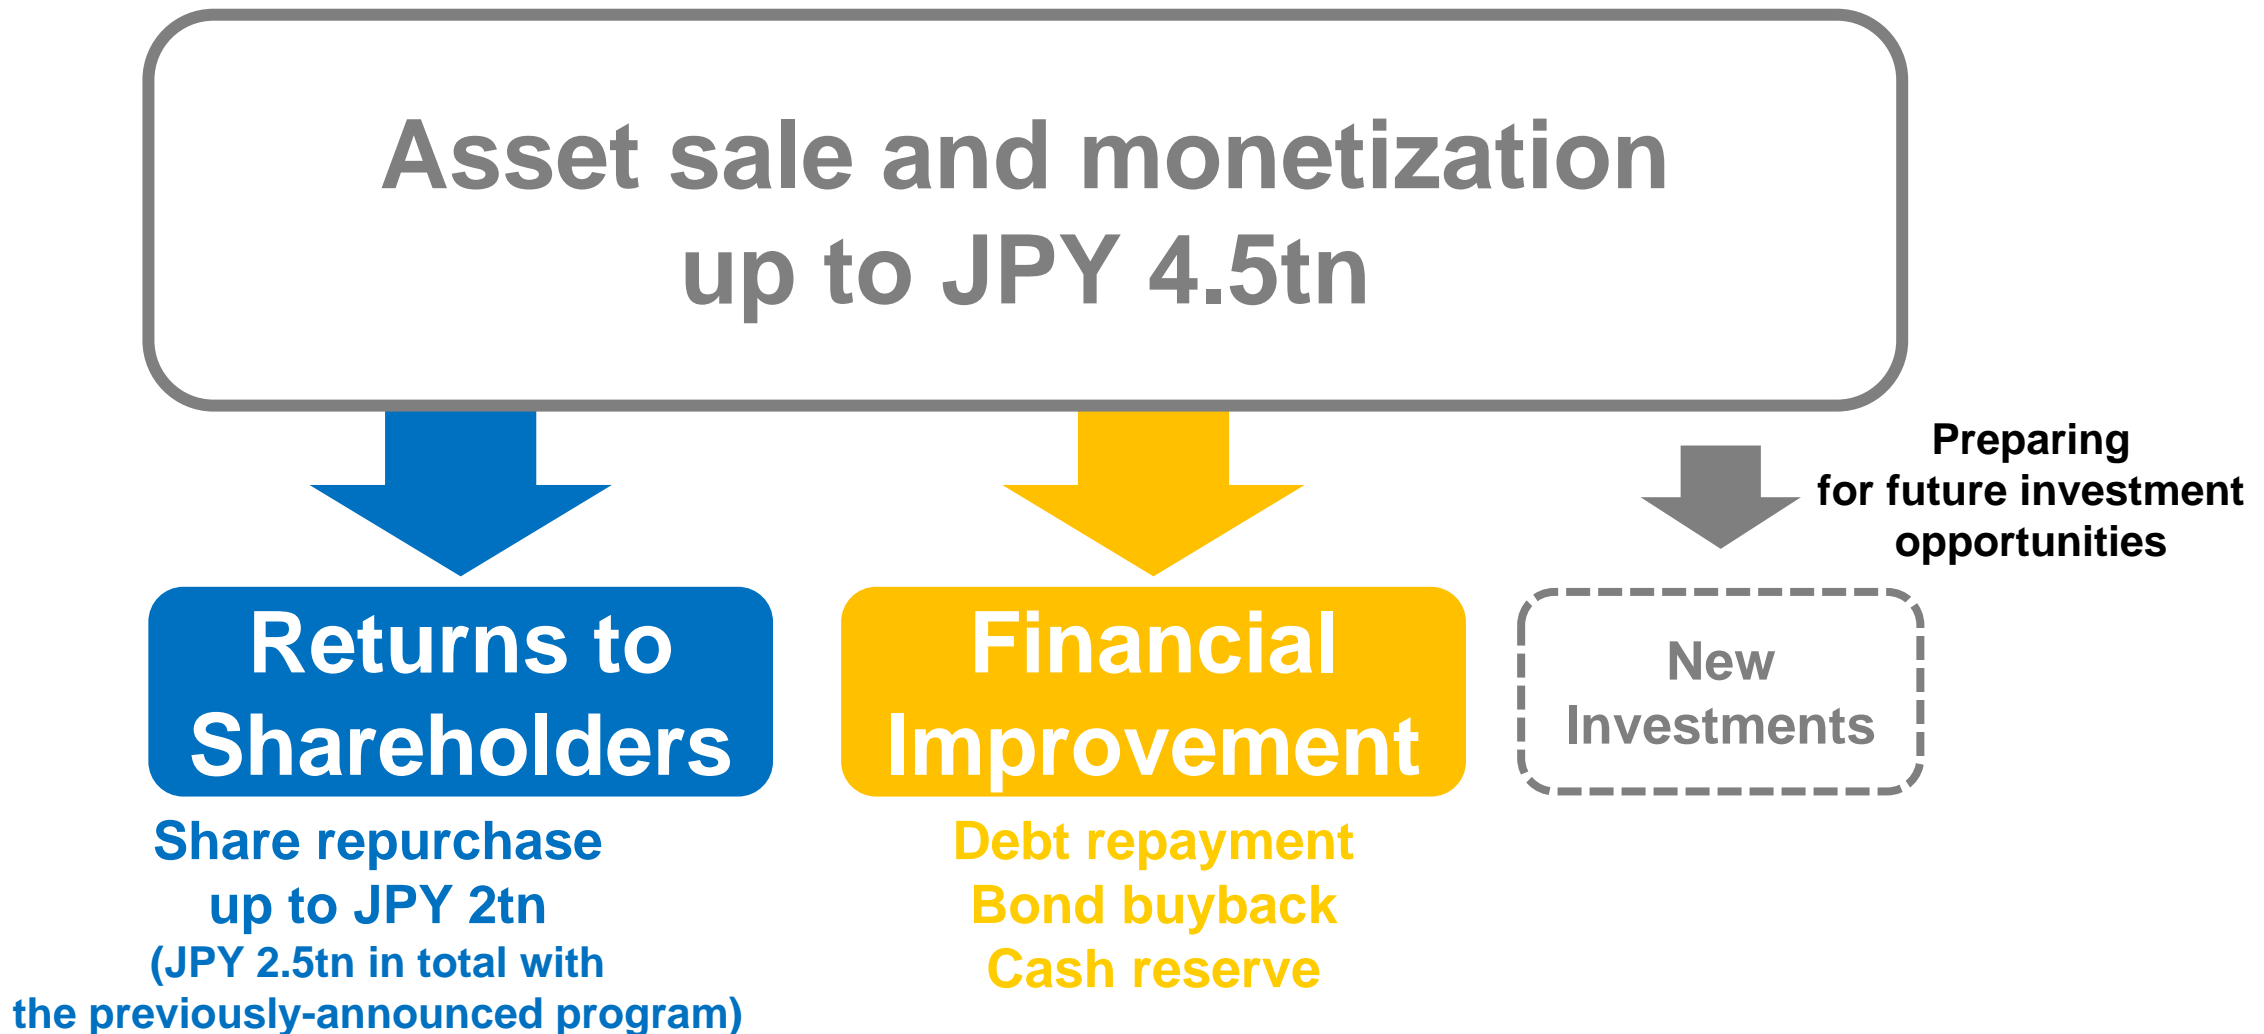 Asset sale and monetization
up to JPY 4.5tn
Preparing
for future investment
opportunities
Returns to
Shareholders
Share repurchase
up to JPY 2tn
(JPY 2.5tn in total with
the previously-announced program)
Financial
Improvement
Debt repayment
Bond buyback
Cash reserve
New
Investments